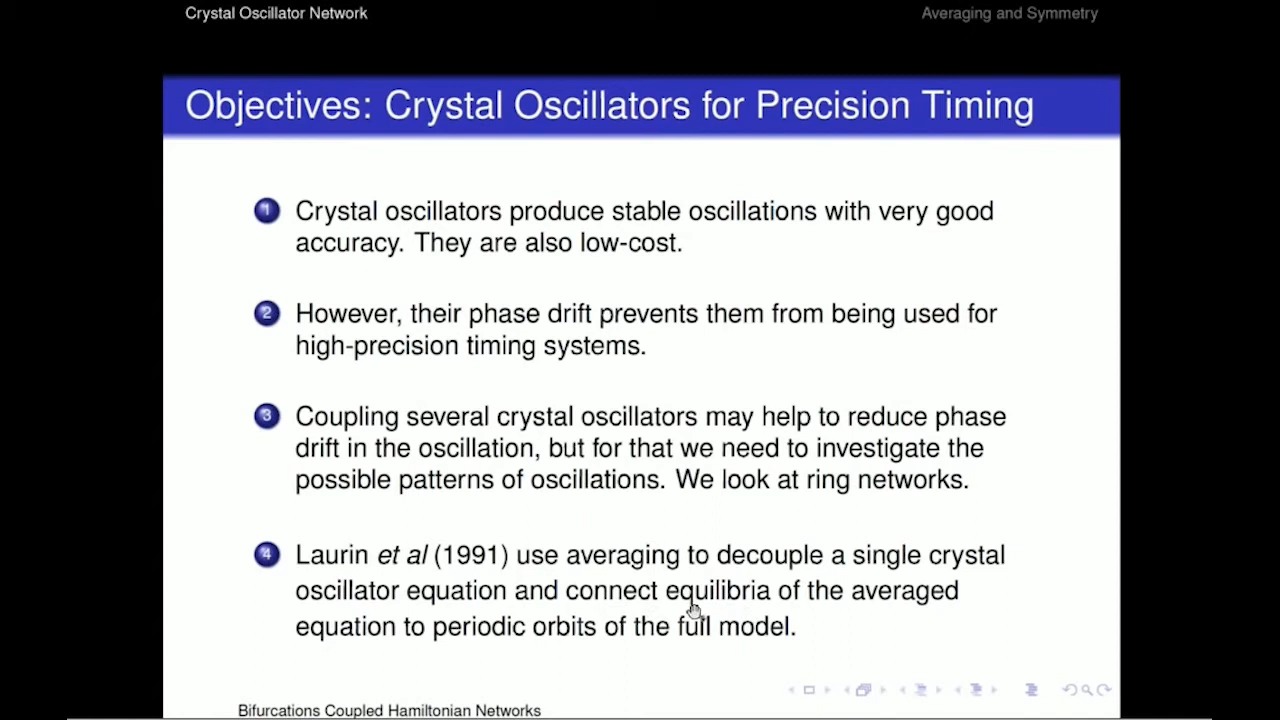 Crystal Oscillator Network
Averaging and Symmetry
Objectives: Crystal Oscillators for Precision Timing
1 Crystal oscillators produce stable oscillations with very good
accuracy. They are also low-cost.
2 However, their phase drift prevents them from being used for
high-precision timing systems.
3 Coupling several crystal oscillators may help to reduce phase
drift in the oscillation, but for that we need to investigate the
possible patterns of oscillations. We look at ring networks.
4 Laurin et al (1991) use averaging to decouple a single crystal
oscillator equation and connect equilibria of the averaged
equation to periodic orbits of the full model.
Bifurcations Coupled Hamiltonian Networks